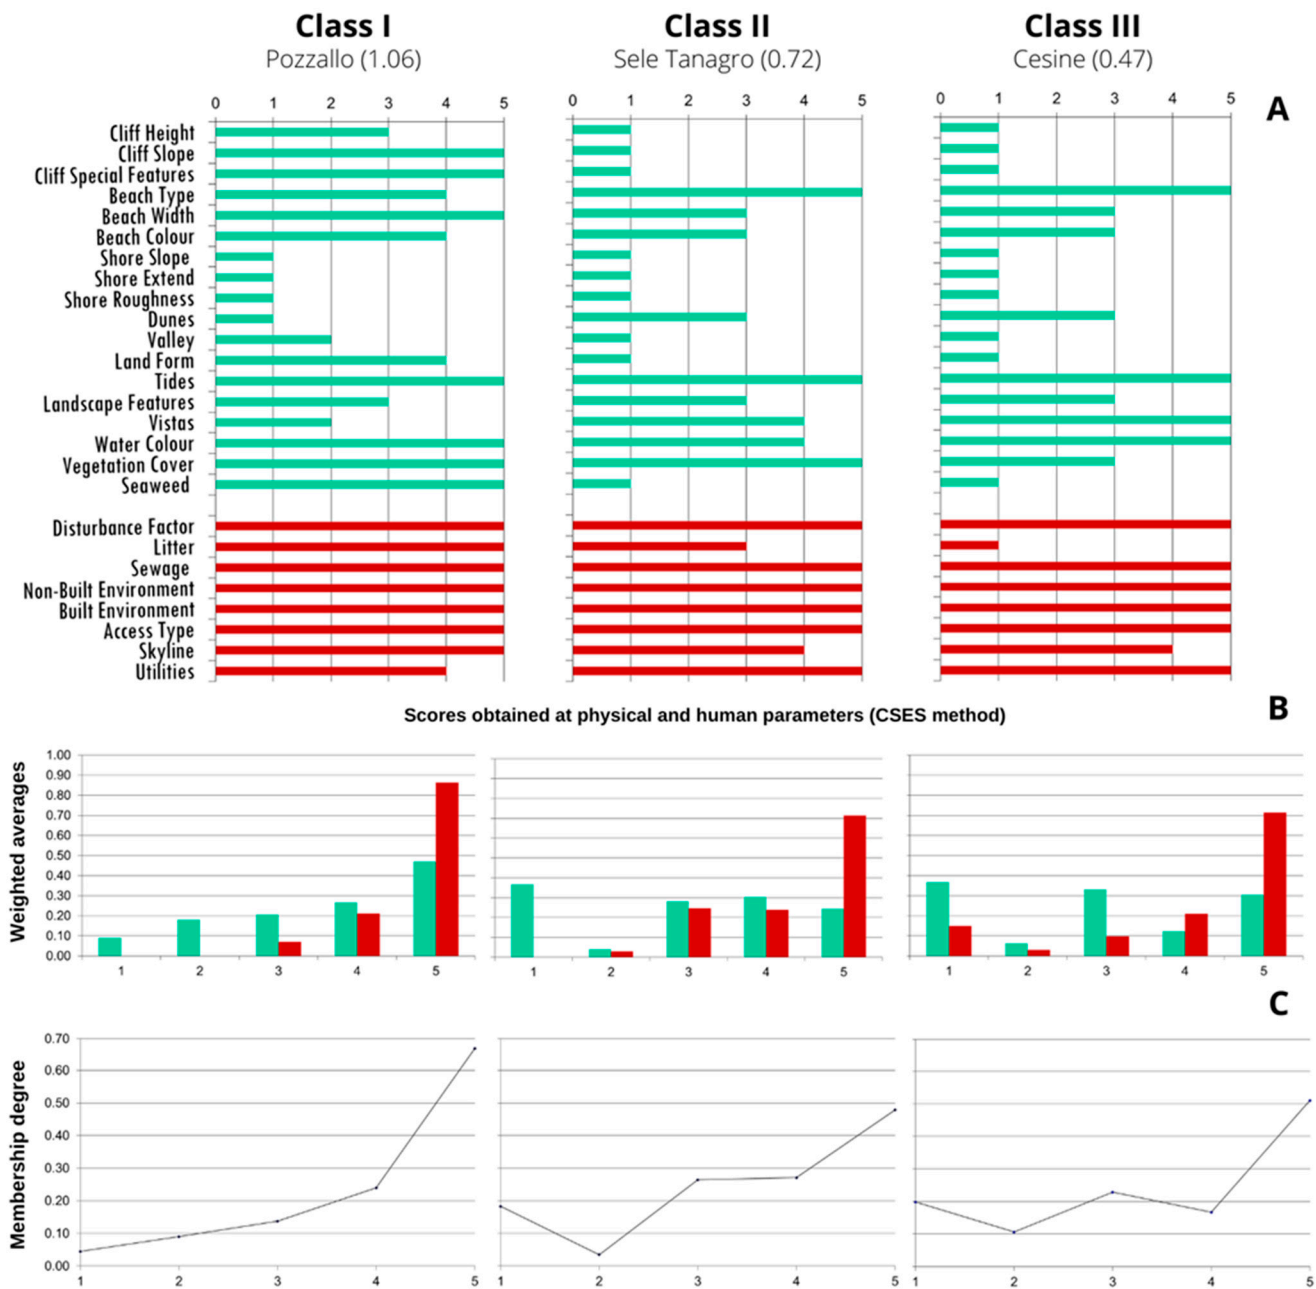 Class I Class II Class III
Pozzallo (1.06) Sele Tanagro (0.72) Cesine (0.47)
0 1 2 3 4 5 0 1 2 3 4 5 0 1 2 3 4 5
A
Cliff Height
Cliff Slope
Cliff Special Features
Beach Type
Beach Width
Beach Colour
Shore Slope
Shore Extend
Shore Roughness
Dunes
Valley
Land Form
Tides
Landscape Features
Vistas
Water Colour
Vegetation Cover
Seaweed
Disturbance Factor
Litter
Sewage
Non-Built Environment
Built Environment
Access Type
Skyline
Utilities
Scores obtained at physical and human parameters (CSES method)
B
Weighted averages
1.00
0.90
0.80
0.70
0.60
0.50
0.40
0.30
0.20
0.10
0.00
1 2 3 4 5 1 2 3 4 5 1 2 3 4 5
C
Membership degree
0.70
0.60
0.50
0.40
0.30
0.20
0.10
0.00
1 2 3 4 5 1 2 3 4 5 1 2 3 4 5